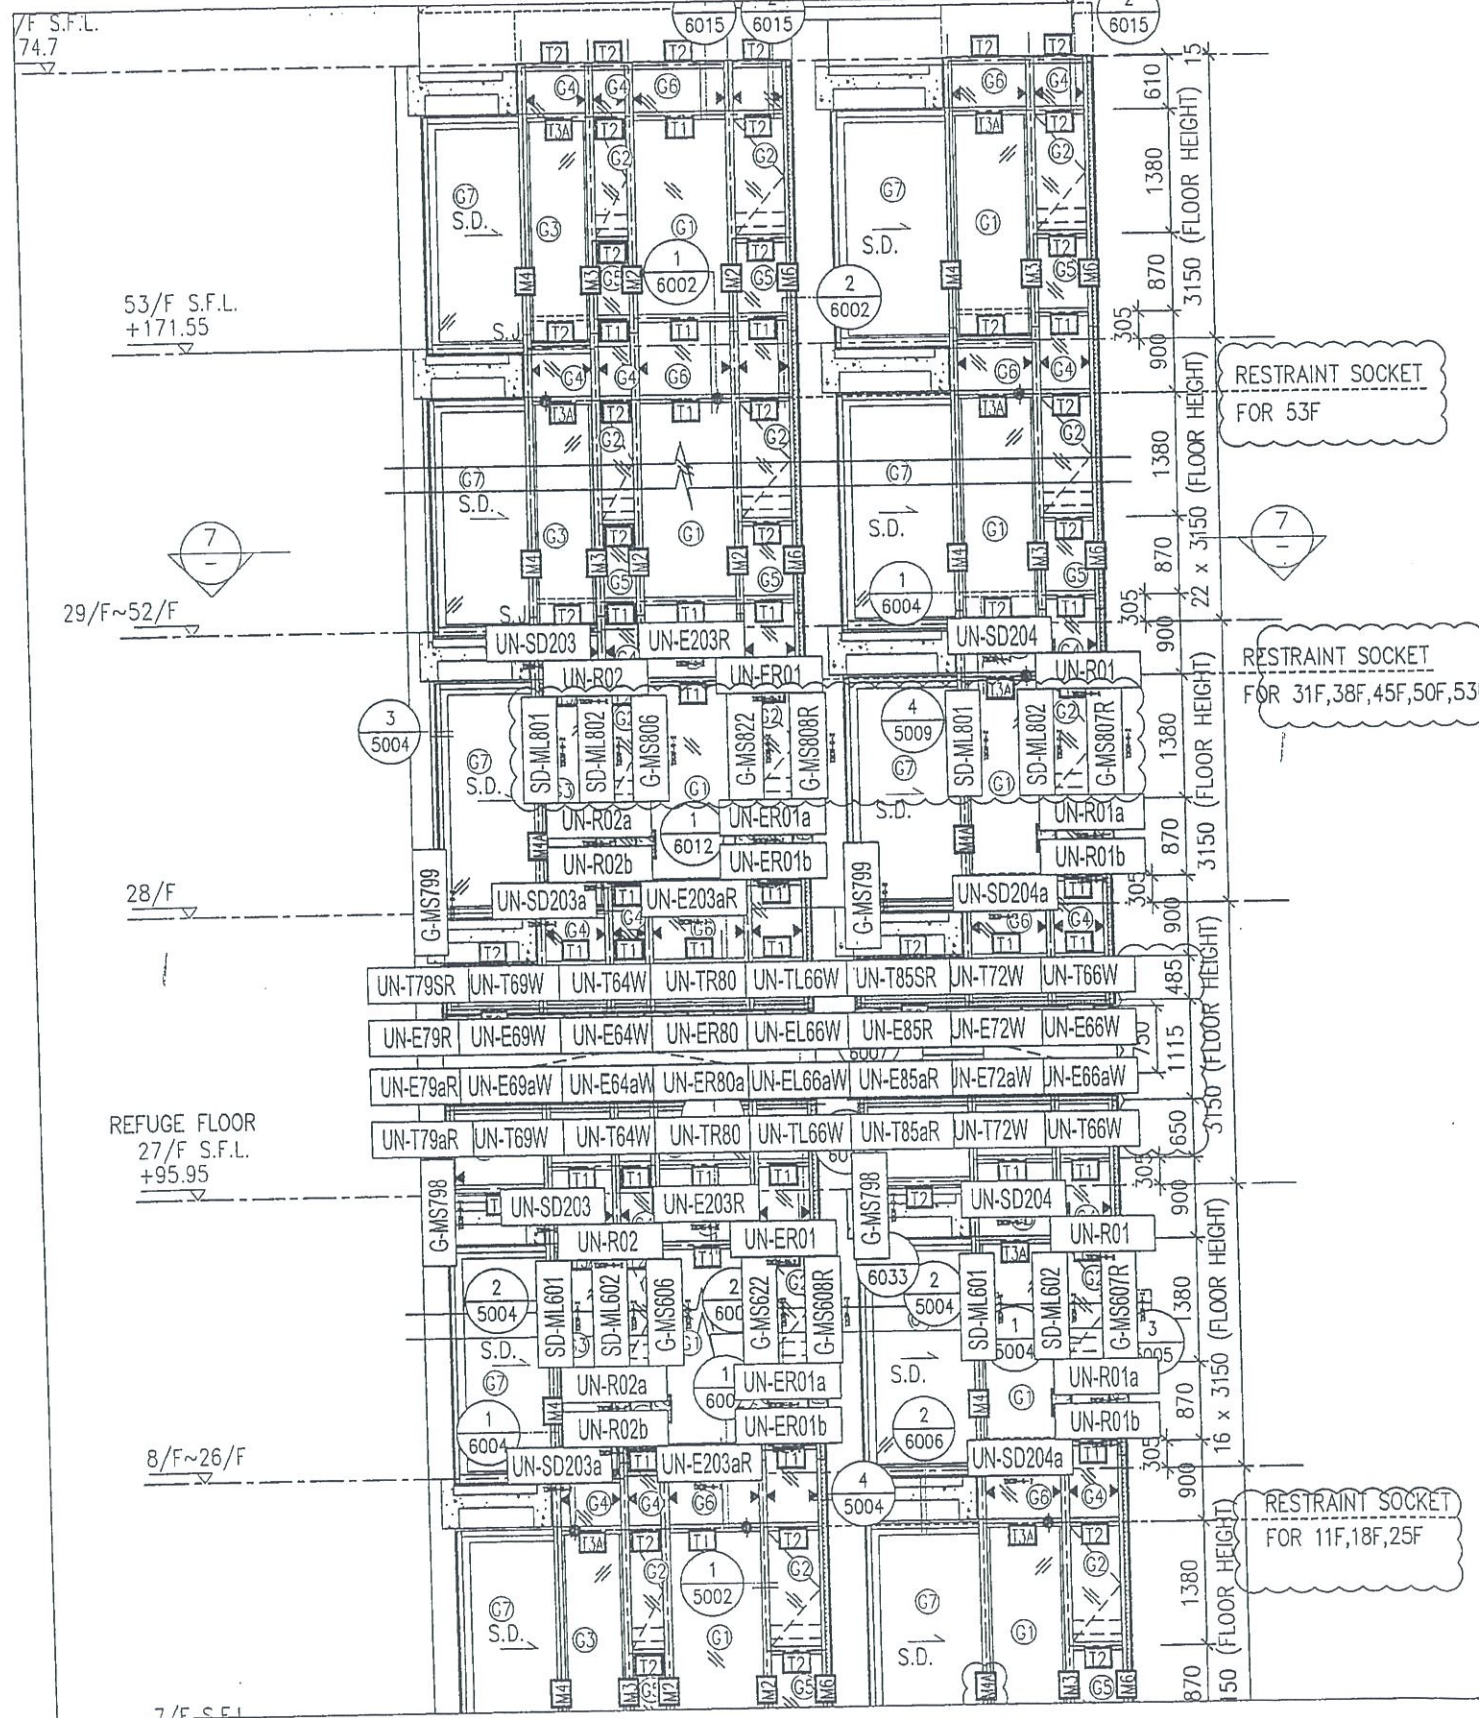 /F S.F.L.
74.7
6015
6015
2
6015
T2 T2 T2 T2 T2 T2
G4 G4 G6 G6 G4
610
15
T3A T2 T1 T2 T3A T2
G2 G2 G2
1380
3150 (FLOOR HEIGHT)
G7 S.D. G3 G1 G7 S.D. G1
T2 T2 T2
M4 M3 M2 M2 M6 M4 M3 M6
G5 G5 G5
1
6002
2
6002
870
53/F S.F.L.
+171.55
S.J. T2 T1 T1 T1 T2 T1
305
900
G4 G4 G6 G6 G4
RESTRAINT SOCKET
FOR 53F
T3A T2 T1 T2 T3A T2
G2 G2 G2
1380
22 x 3150 (FLOOR HEIGHT)
G7 S.D. G3 G1 G7 S.D. G1
7
–
7
–
T2 T2 T2
M4 M3 M2 M2 M6 M4 M3 M6
G5 G5 G5
870
1
6004
29/F~52/F
S.J. T2 T1 T1 T1 T2 T1
305
900
UN-SD203 UN-E203R UN-SD204
UN-R02 UN-ER01 UN-R01
RESTRAINT SOCKET
FOR 31F,38F,45F,50F,53
T1 T3A
3
5004
4
5009
SD-ML801 SD-ML802 G-MS806 G-MS822 G-MS808R SD-ML801 SD-ML802 G-MS807R
G7 S.D. G1 G2 G7 S.D. G1 G2
1380
3150 (FLOOR HEIGHT)
UN-R02a UN-ER01a UN-R01a
1
6012
M4A M4A
870
UN-R02b UN-ER01b UN-R01b
G-MS799 G-MS799
28/F
UN-SD203a T1 UN-E203aR T1 UN-SD204a T1
305
900
G4 G4 G6 G6 G4
T2 T1 T1 T1 T1 T2 T1 T1
UN-T79SR UN-T69W UN-T64W UN-TR80 UN-TL66W UN-T85SR UN-T72W UN-T66W
485
UN-E79R UN-E69W UN-E64W UN-ER80 UN-EL66W UN-E85R UN-E72W UN-E66W
6007
750
1115
3150 (FLOOR HEIGHT)
UN-E79aR UN-E69aW UN-E64aW UN-ER80a UN-EL66aW UN-E85aR UN-E72aW UN-E66aW
REFUGE FLOOR
27/F S.F.L.
+95.95
UN-T79aR UN-T69W UN-T64W UN-TR80 UN-TL66W UN-T85aR UN-T72W UN-T66W
650
G-MS798 G-MS798
T1 T1 T1 T1 T1
305
900
UN-SD203 UN-E203R T2 UN-SD204
UN-R02 UN-ER01 UN-R01
T1 T3A
6033
2
5004
2
5004
1
5004
3
SD-ML601 SD-ML602 G-MS606 G-MS622 G-MS608R SD-ML601 SD-ML602 G-MS607R
1380
16 x 3150 (FLOOR HEIGHT)
S.D. G7 S.D. G1
UN-R02a UN-ER01a UN-R01a
M4 M4
1
6004
2
6006
UN-R02b UN-ER01b UN-R01b
870
8/F~26/F
UN-SD203a T1 UN-E203aR T1 UN-SD204a T1
305
900
G4 G4 G6 G6 G4
4
5004
RESTRAINT SOCKET
FOR 11F,18F,25F
T3A T2 T1 T2 T3A T2
G2 G2 G2
1
5002
1380
(FLOOR HEIGHT)
G7 S.D. G3 G1 G7 S.D. G1
T2 T2 T2
M4 M3 M2 M2 M6 M4A M3 M6
G5 G5
870
7/F S.F.L.